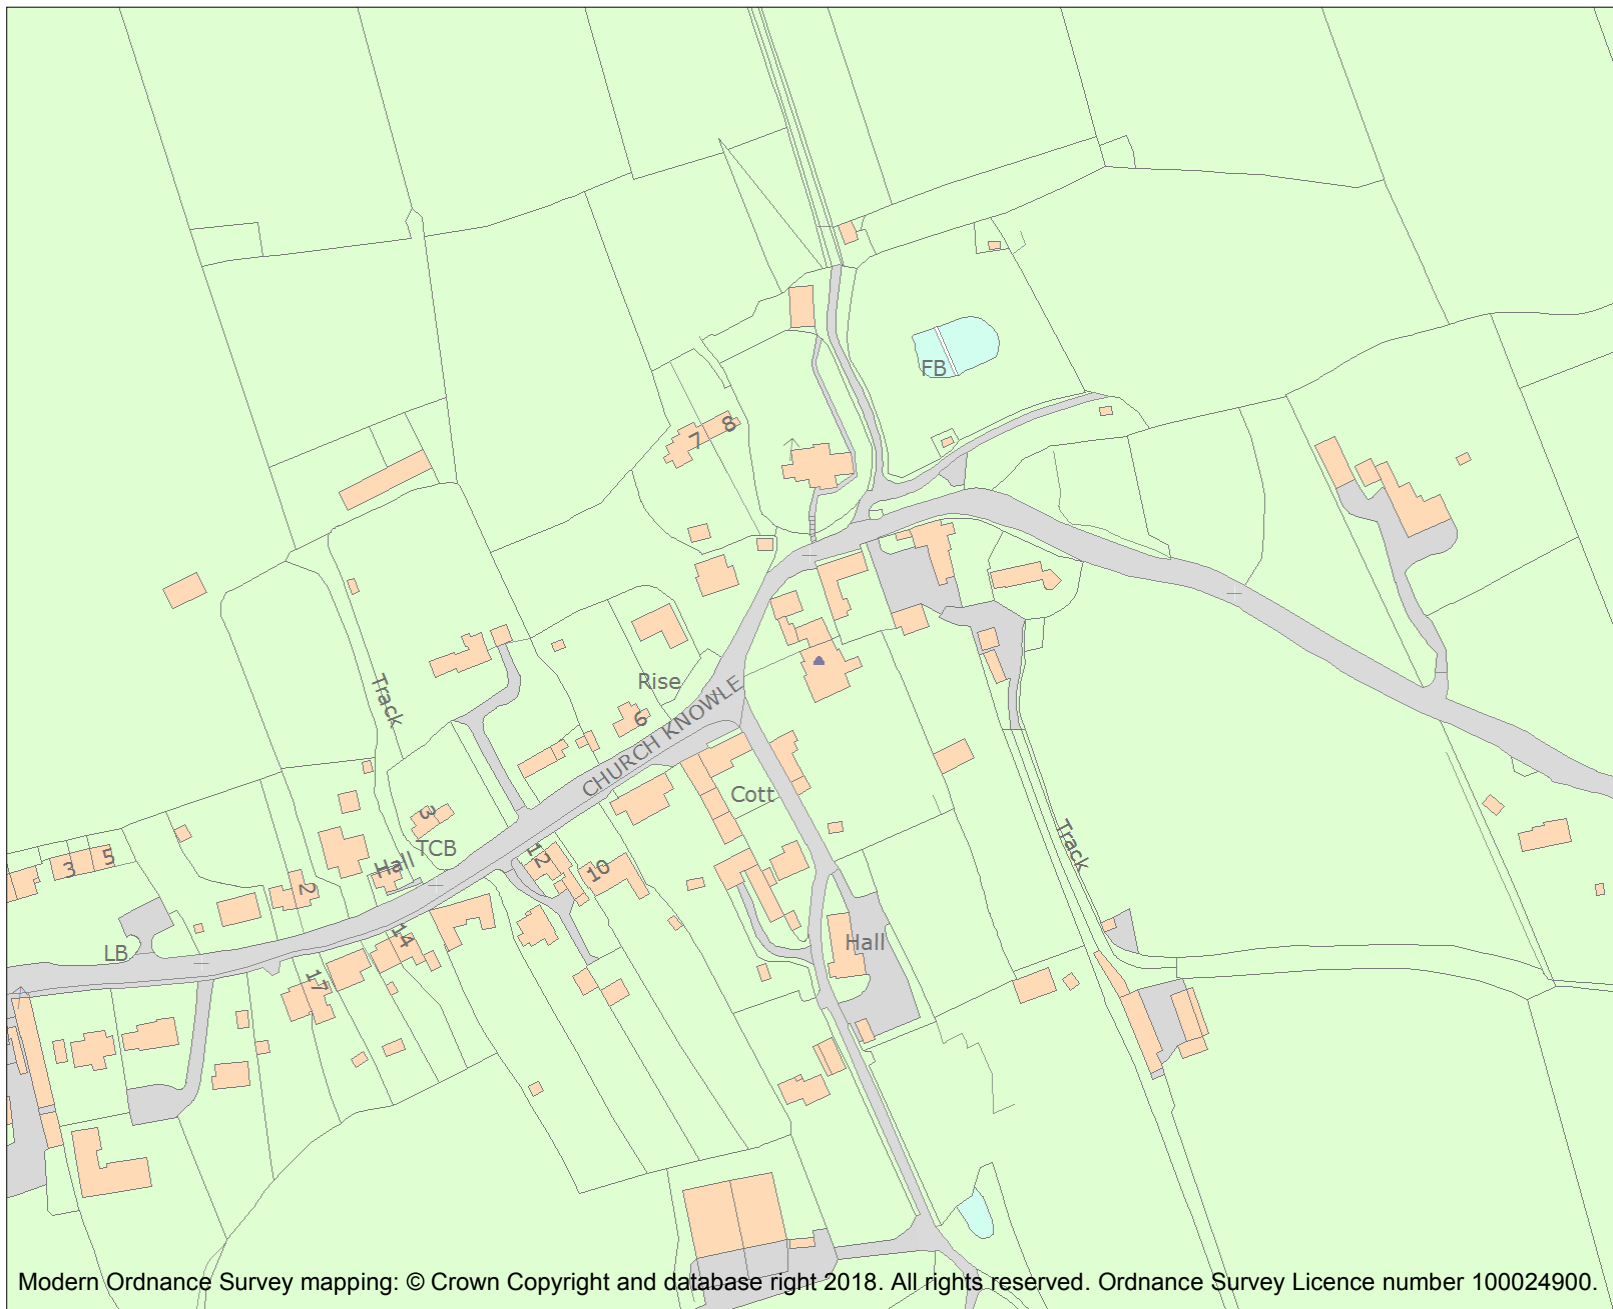 FB
8
7
Track
Rise
6
CHURCH KNOWLE
Cott
3
TCB
Hall
12
10
Track
5
3
2
14
Hall
LB
17
Modern Ordnance Survey mapping: © Crown Copyright and database right 2018. All rights reserved. Ordnance Survey Licence number 100024900.